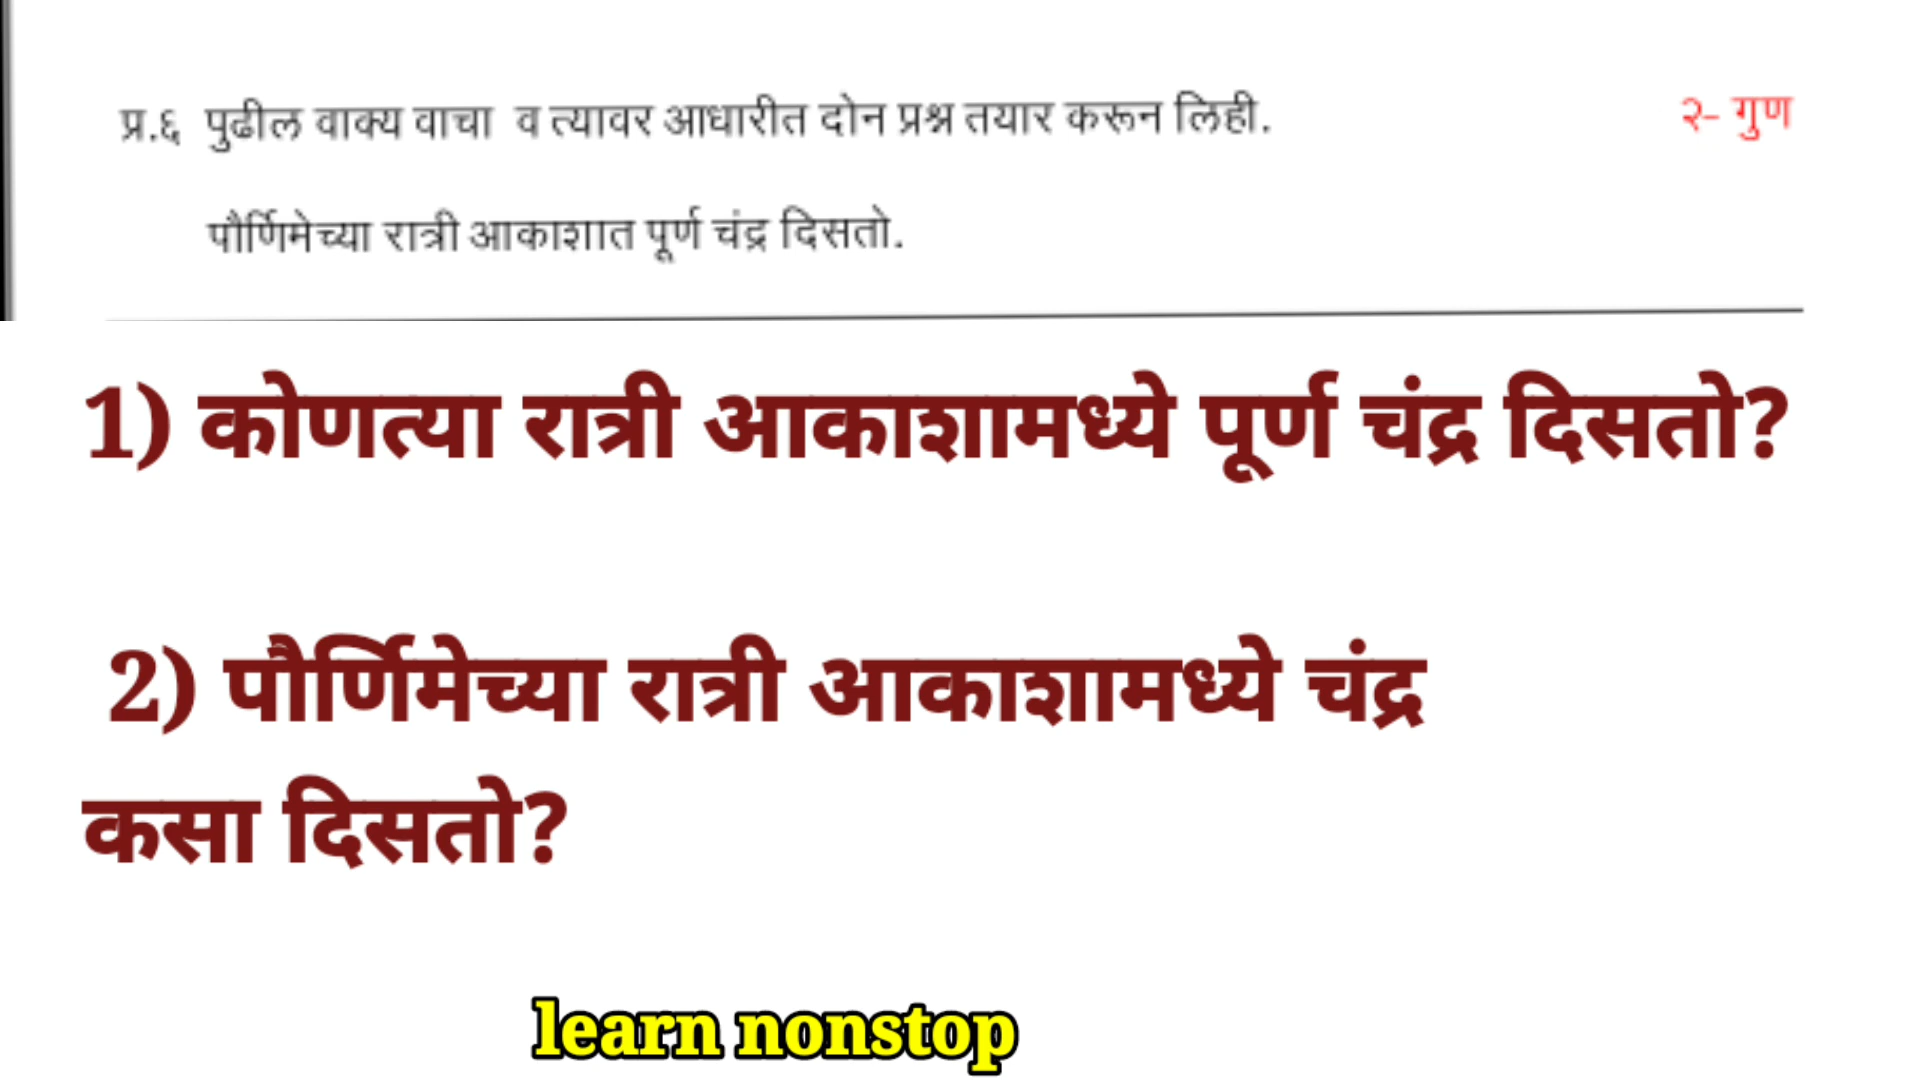 प्र.६ पुढील वाक्य वाचा व त्यावर आधारीत दोन प्रश्न तयार करून लिही. २- गुण
पौर्णिमेच्या रात्री आकाशात पूर्ण चंद्र दिसतो.
1) कोणत्या रात्री आकाशामध्ये पूर्ण चंद्र दिसतो?
2) पौर्णिमेच्या रात्री आकाशामध्ये चंद्र
कसा दिसतो?
learn nonstop